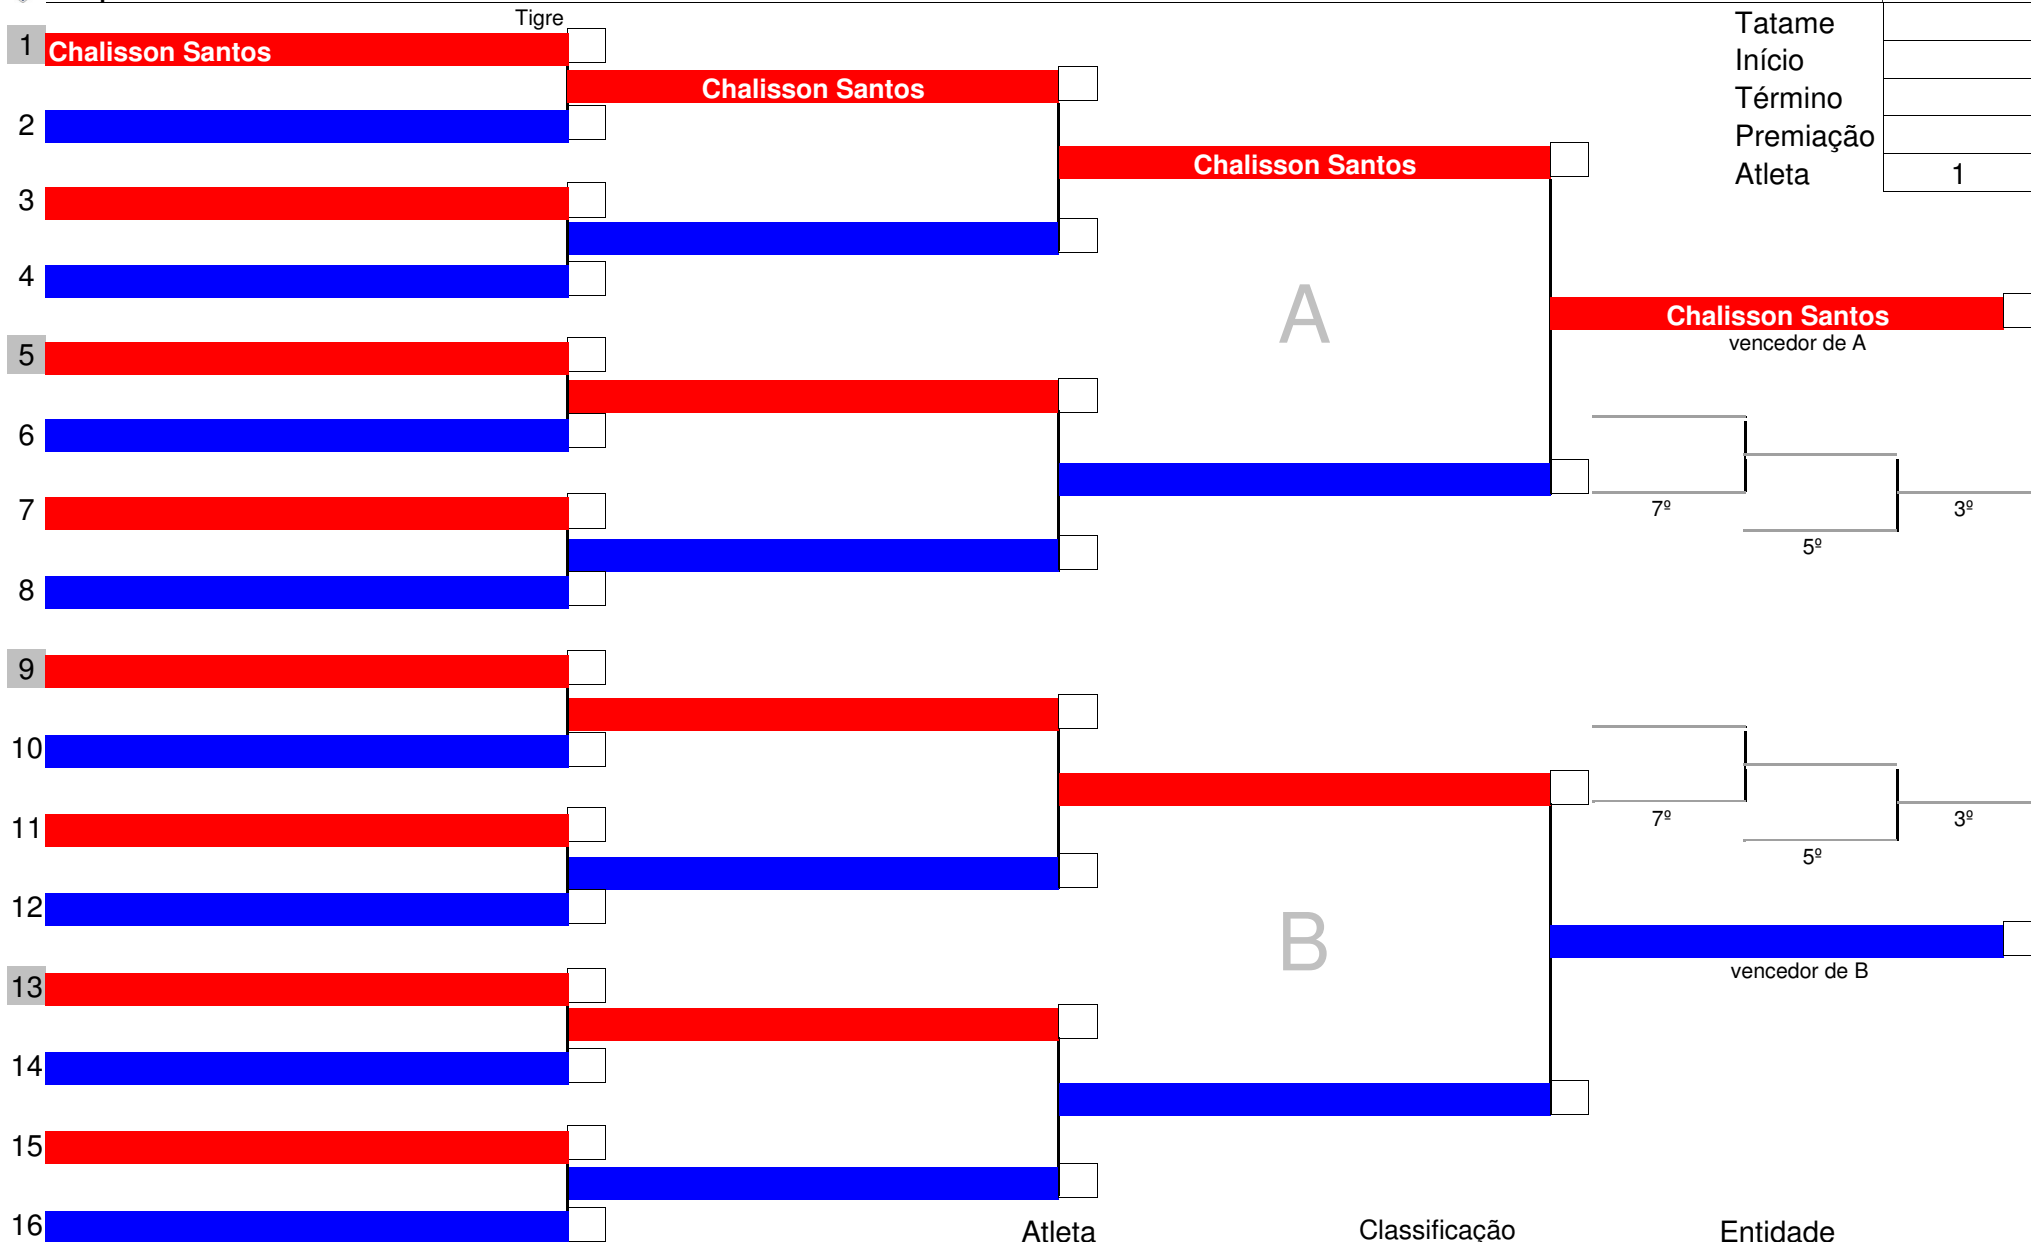 Tigre
Tatame
1 Chalisson Santos
Início
Chalisson Santos
Término
2
Premiação
Chalisson Santos
Atleta 1
3
4
A
Chalisson Santos
vencedor de A
5
6
7
7º 3º
5º
8
9
10
11
7º 3º
5º
12
B
13
vencedor de B
14
15
16
Atleta Classificação Entidade